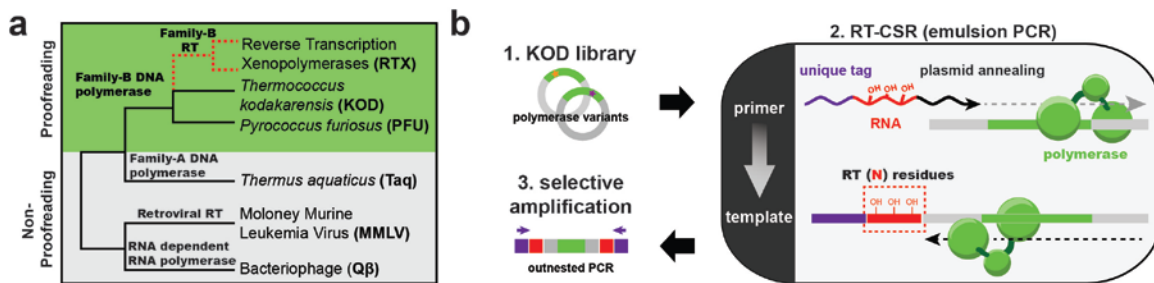 a
Proofreading
Non-
Proofreading
Family-B
RT
Reverse Transcription
Xenopolymerases (RTX)
Family-B DNA
polymerase
Thermococcus
kodakarensis (KOD)
Pyrococcus furiosus (PFU)
Family-A DNA
polymerase
Thermus aquaticus (Taq)
Retroviral RT
Moloney Murine
Leukemia Virus (MMLV)
RNA dependent
RNA polymerase
Bacteriophage (Qβ)
b
1. KOD library
polymerase variants
2. RT-CSR (emulsion PCR)
primer
template
unique tag
plasmid annealing
OH OH OH
RNA
polymerase
RT (N) residues
OH OH OH
3. selective
amplification
outnested PCR